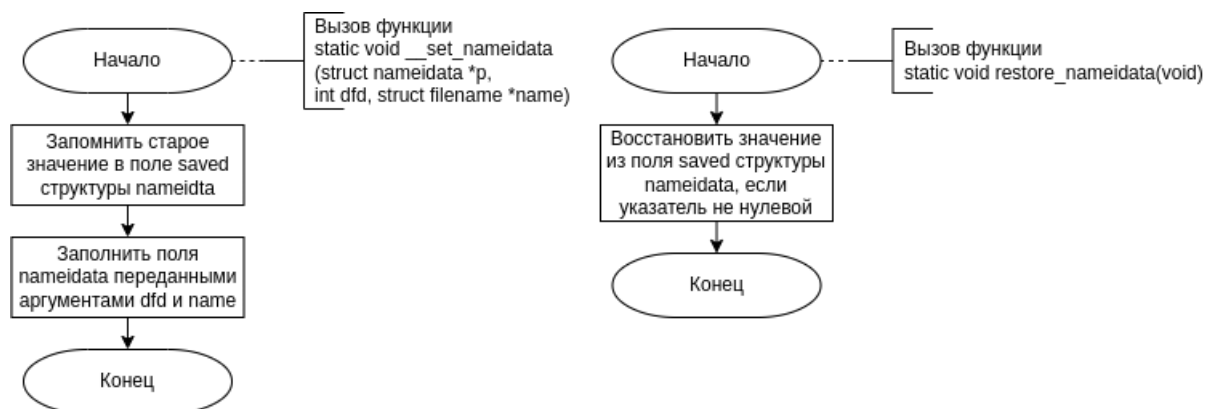 Начало
Вызов функции
static void __set_nameidata
(struct nameidata *p,
int dfd, struct filename *name)
Запомнить старое
значение в поле saved
структуры nameidta
Заполнить поля
nameidata переданными
аргументами dfd и name
Конец
Начало
Вызов функции
static void restore_nameidata(void)
Восстановить значение
из поля saved структуры
nameidata, если
указатель не нулевой
Конец